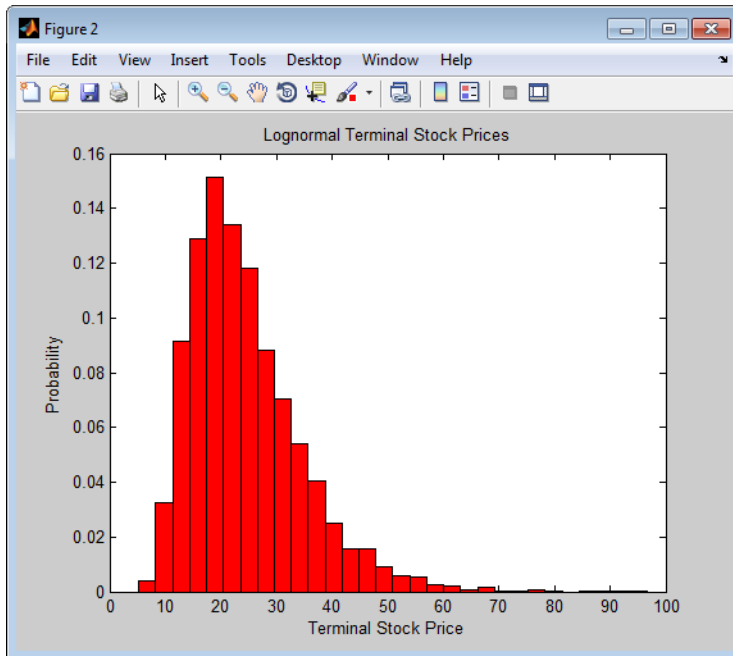 Figure 2
File Edit View Insert Tools Desktop Window Help
Lognormal Terminal Stock Prices
0.16
0.14
0.12
0.1
0.08
0.06
0.04
0.02
0
Probability
0 10 20 30 40 50 60 70 80 90 100
Terminal Stock Price